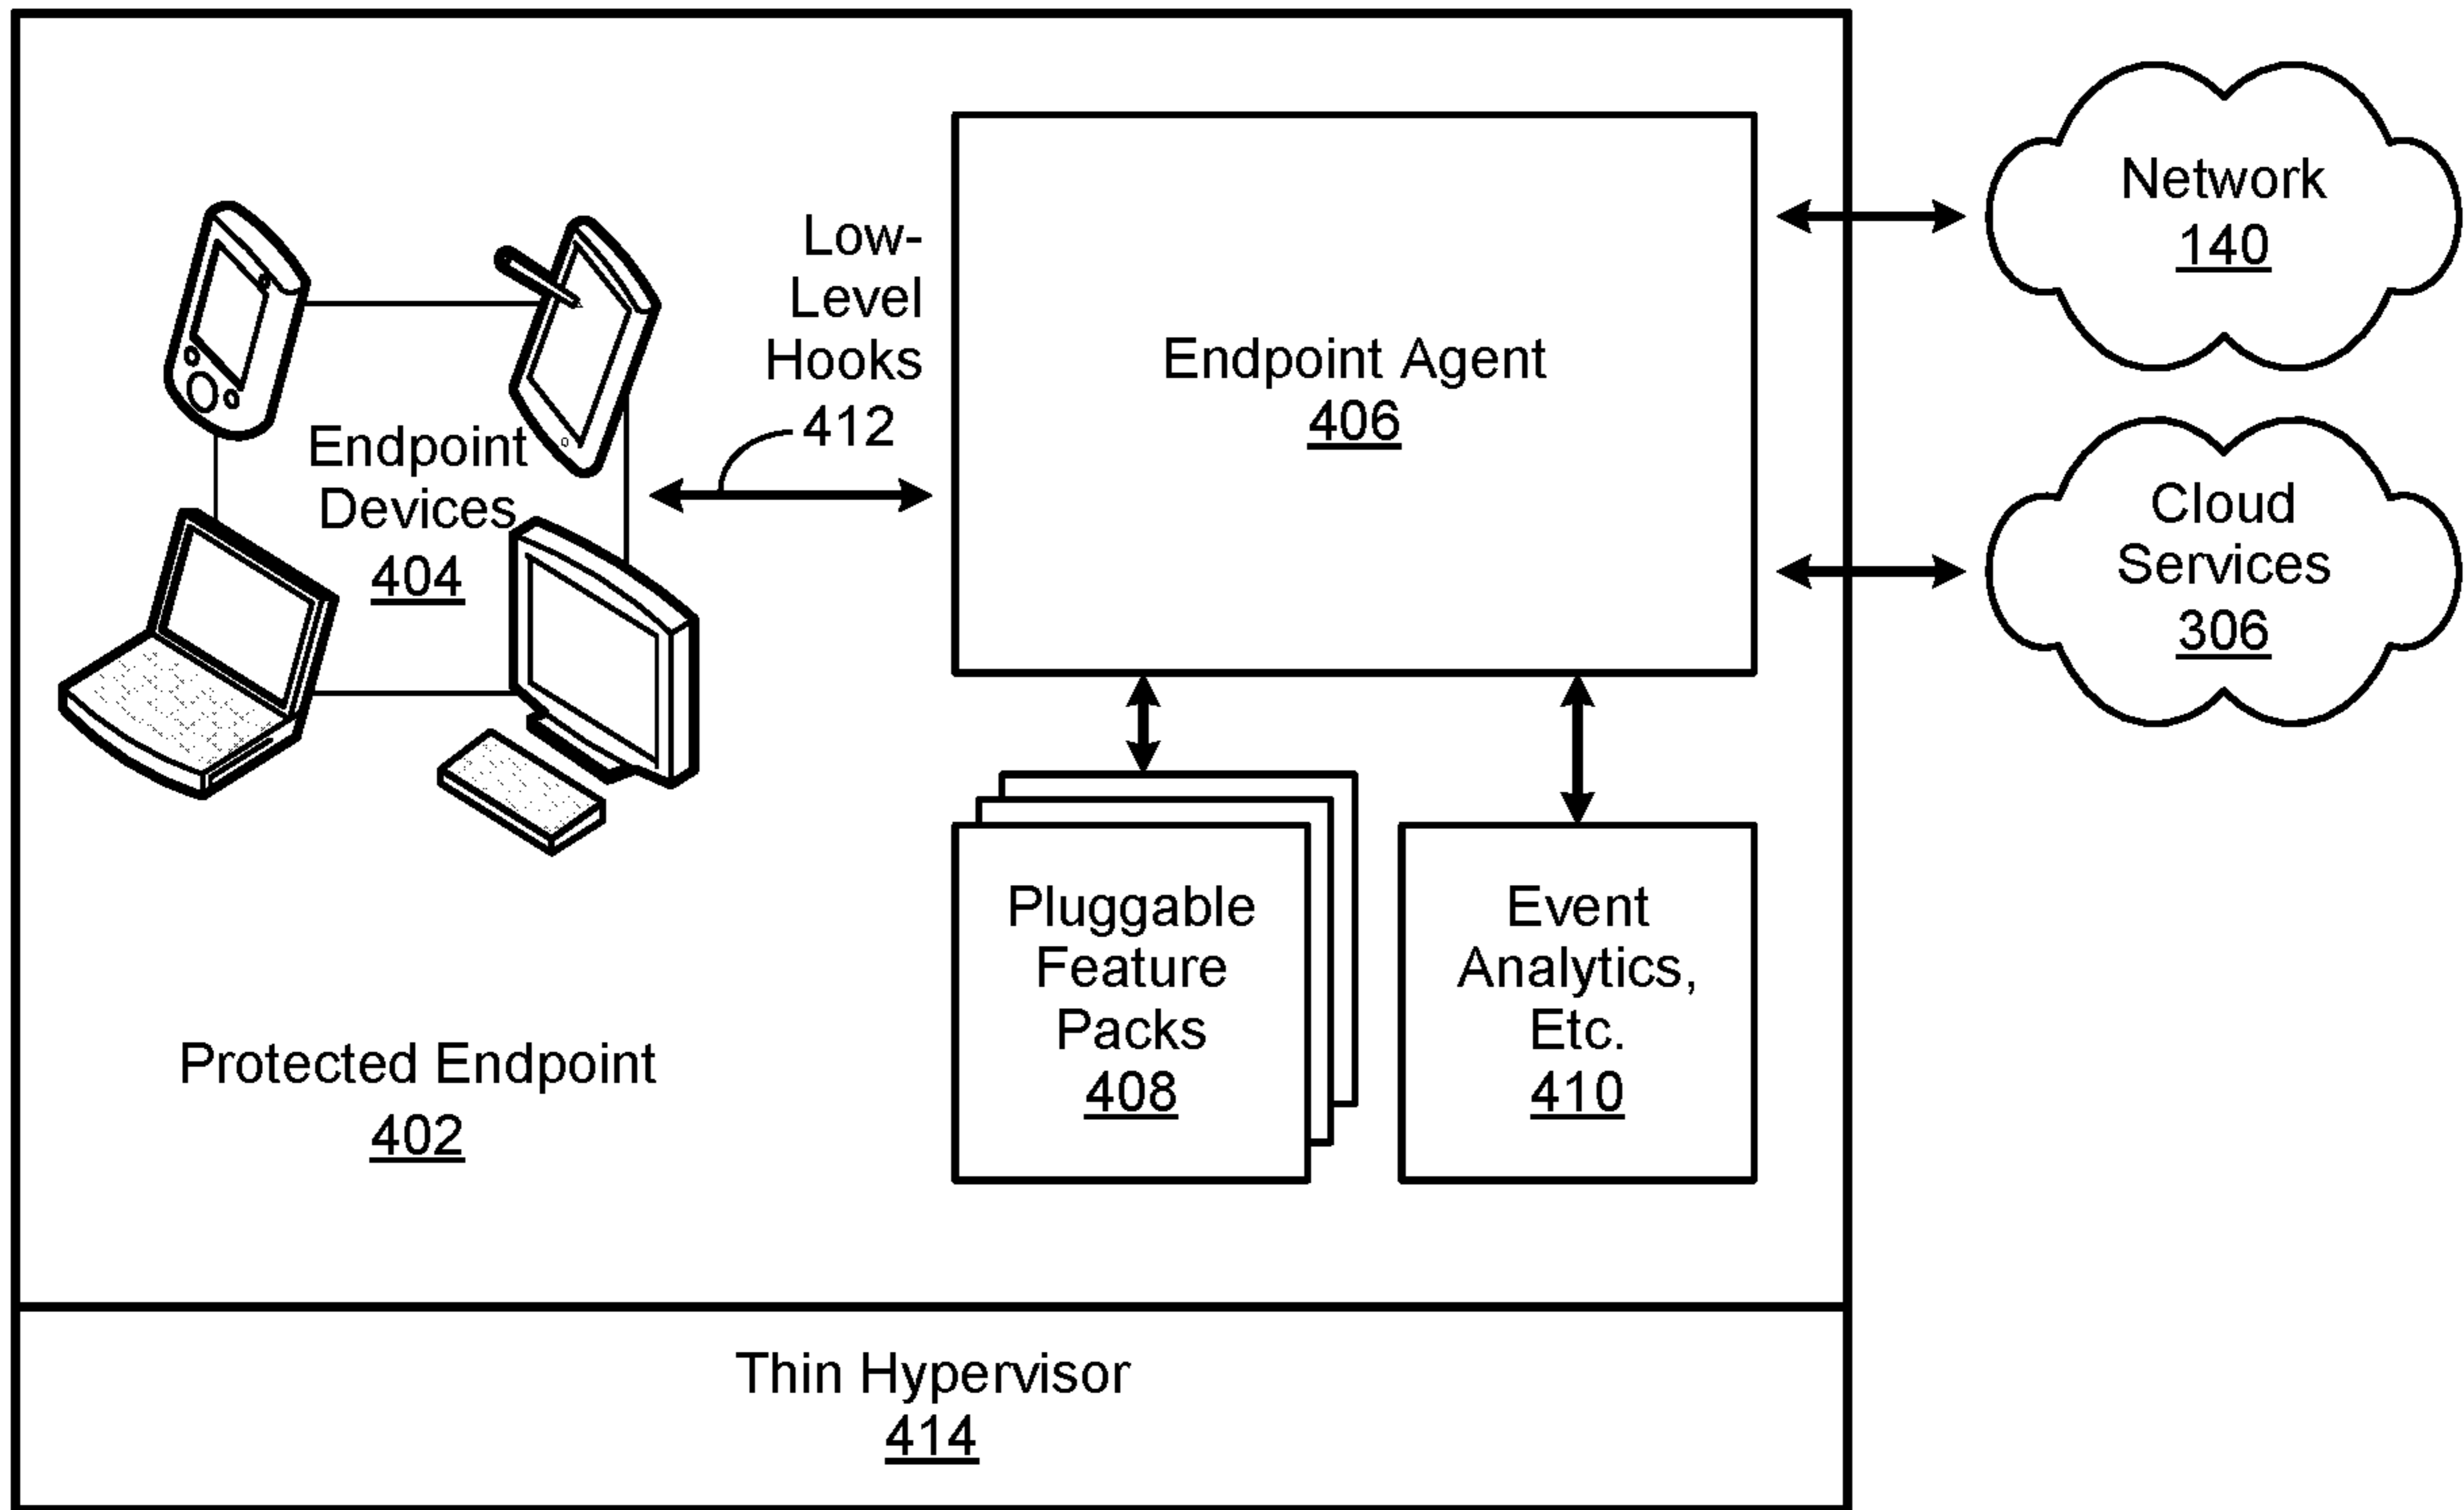 Low-
Level
Hooks
412
Endpoint
Devices
404
Endpoint Agent
406
Network
140
Cloud
Services
306
Pluggable
Feature
Packs
408
Event
Analytics,
Etc.
410
Protected Endpoint
402
Thin Hypervisor
414